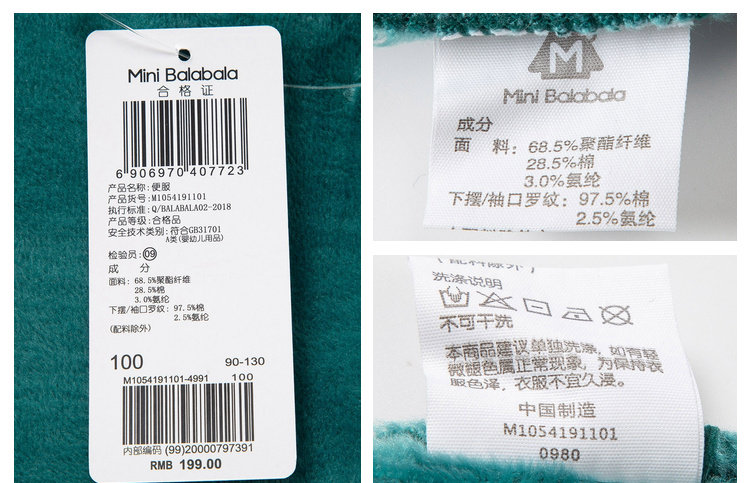 Mini Balabala
合格证
6 906970 407723
产品名称:便服
产品货号:M1054191101
执行标准:Q/BALABALA02-2018
产品等级:合格品
安全技术类别:符合GB31701
A类(婴幼儿用品)
检验员:09
成 分
面料:68.5%聚酯纤维
28.5%棉
3.0%氨纶
下摆/袖口罗纹:97.5%棉
2.5%氨纶
(配料除外)
100 90-130
M1054191101-4991 100
内部编码 (99)20000797391
RMB 199.00
M
Mini Balabala
成分
面 料:68.5%聚酯纤维
28.5%棉
3.0%氨纶
下摆/袖口罗纹:97.5%棉
2.5%氨纶
(配料除外)
洗涤说明
不可干洗
本商品建议单独洗涤,如有轻
微褪色属正常现象,为保持衣
服色泽,衣服不宜久浸。
中国制造
M1054191101
0980